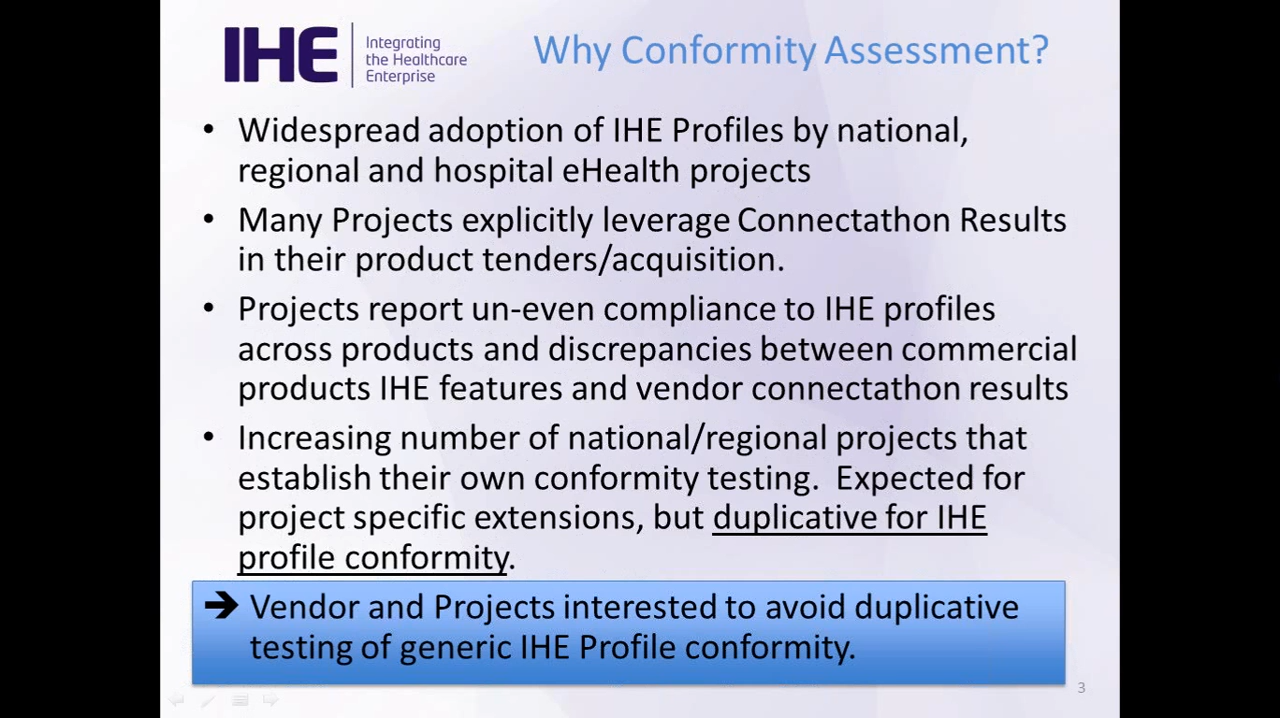 IHE
Integrating
the Healthcare
Enterprise
Why Conformity Assessment?
• Widespread adoption of IHE Profiles by national,
regional and hospital eHealth projects
• Many Projects explicitly leverage Connectathon Results
in their product tenders/acquisition.
• Projects report un-even compliance to IHE profiles
across products and discrepancies between commercial
products IHE features and vendor connectathon results
• Increasing number of national/regional projects that
establish their own conformity testing.  Expected for
project specific extensions, but duplicative for IHE
profile conformity.
➔ Vendor and Projects interested to avoid duplicative
testing of generic IHE Profile conformity.
3